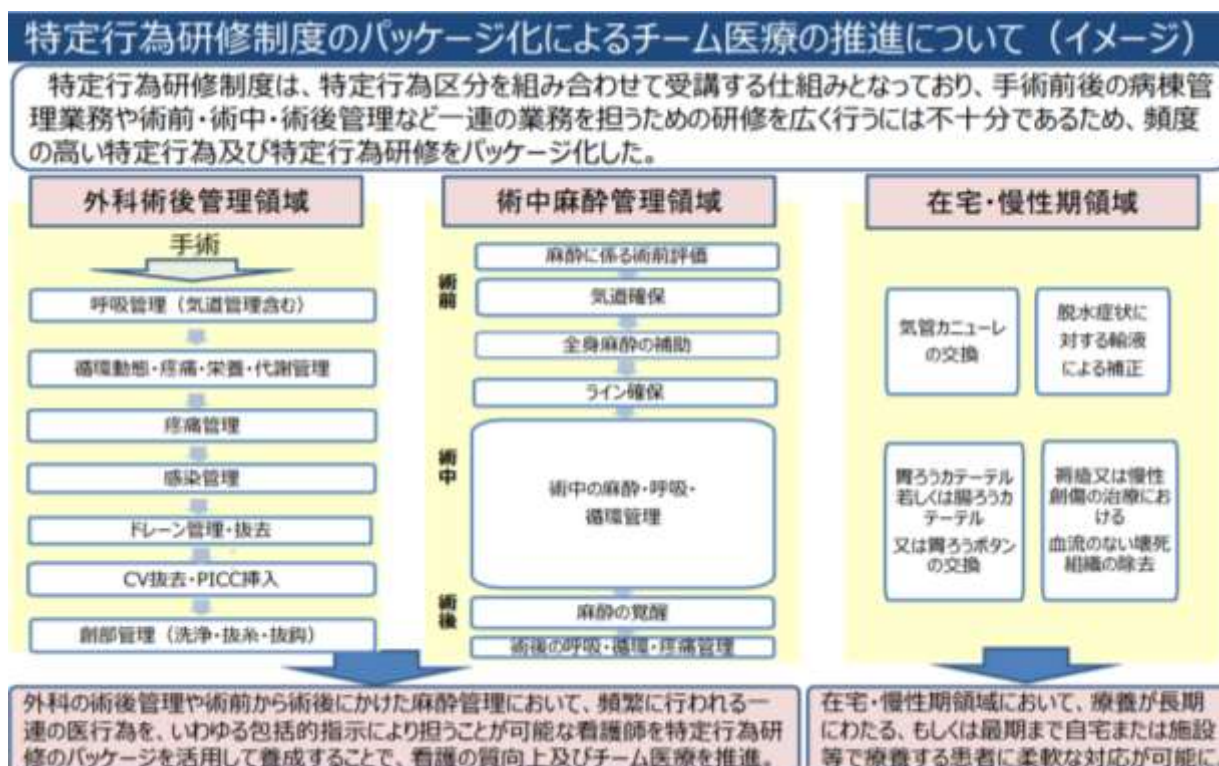 特定行為研修制度のパッケージ化によるチーム医療の推進について（イメージ）
特定行為研修制度は、特定行為区分を組み合わせて受講する仕組みとなっており、手術前後の病棟管
理業務や術前・術中・術後管理など一連の業務を担うための研修を広く行うには不十分であるため、頻度
の高い特定行為及び特定行為研修をパッケージ化した。
外科術後管理領域
手術
呼吸管理（気道管理含む）
循環動態・疼痛・栄養・代謝管理
疼痛管理
感染管理
ドレーン管理・抜去
CV抜去・PICC挿入
創部管理（洗浄・抜糸・抜鈎）
術中麻酔管理領域
術前
麻酔に係る術前評価
気道確保
全身麻酔の補助
ライン確保
術中
術中の麻酔・呼吸・
循環管理
術後
麻酔の覚醒
術後の呼吸・循環・疼痛管理
在宅・慢性期領域
気管カニューレ
の交換
脱水症状に
対する輸液
による補正
胃ろうカテーテル
若しくは腸ろうカ
テーテル
又は胃ろうボタン
の交換
褥瘡又は慢性
創傷の治療にお
ける
血流のない壊死
組織の除去
外科の術後管理や術前から術後にかけた麻酔管理において、頻繁に行われる一
連の医行為を、いわゆる包括的指示により担うことが可能な看護師を特定行為研
修のパッケージを活用して養成することで、看護の質向上及びチーム医療を推進。
在宅・慢性期領域において、療養が長期
にわたる、もしくは最期まで自宅または施設
等で療養する患者に柔軟な対応が可能に